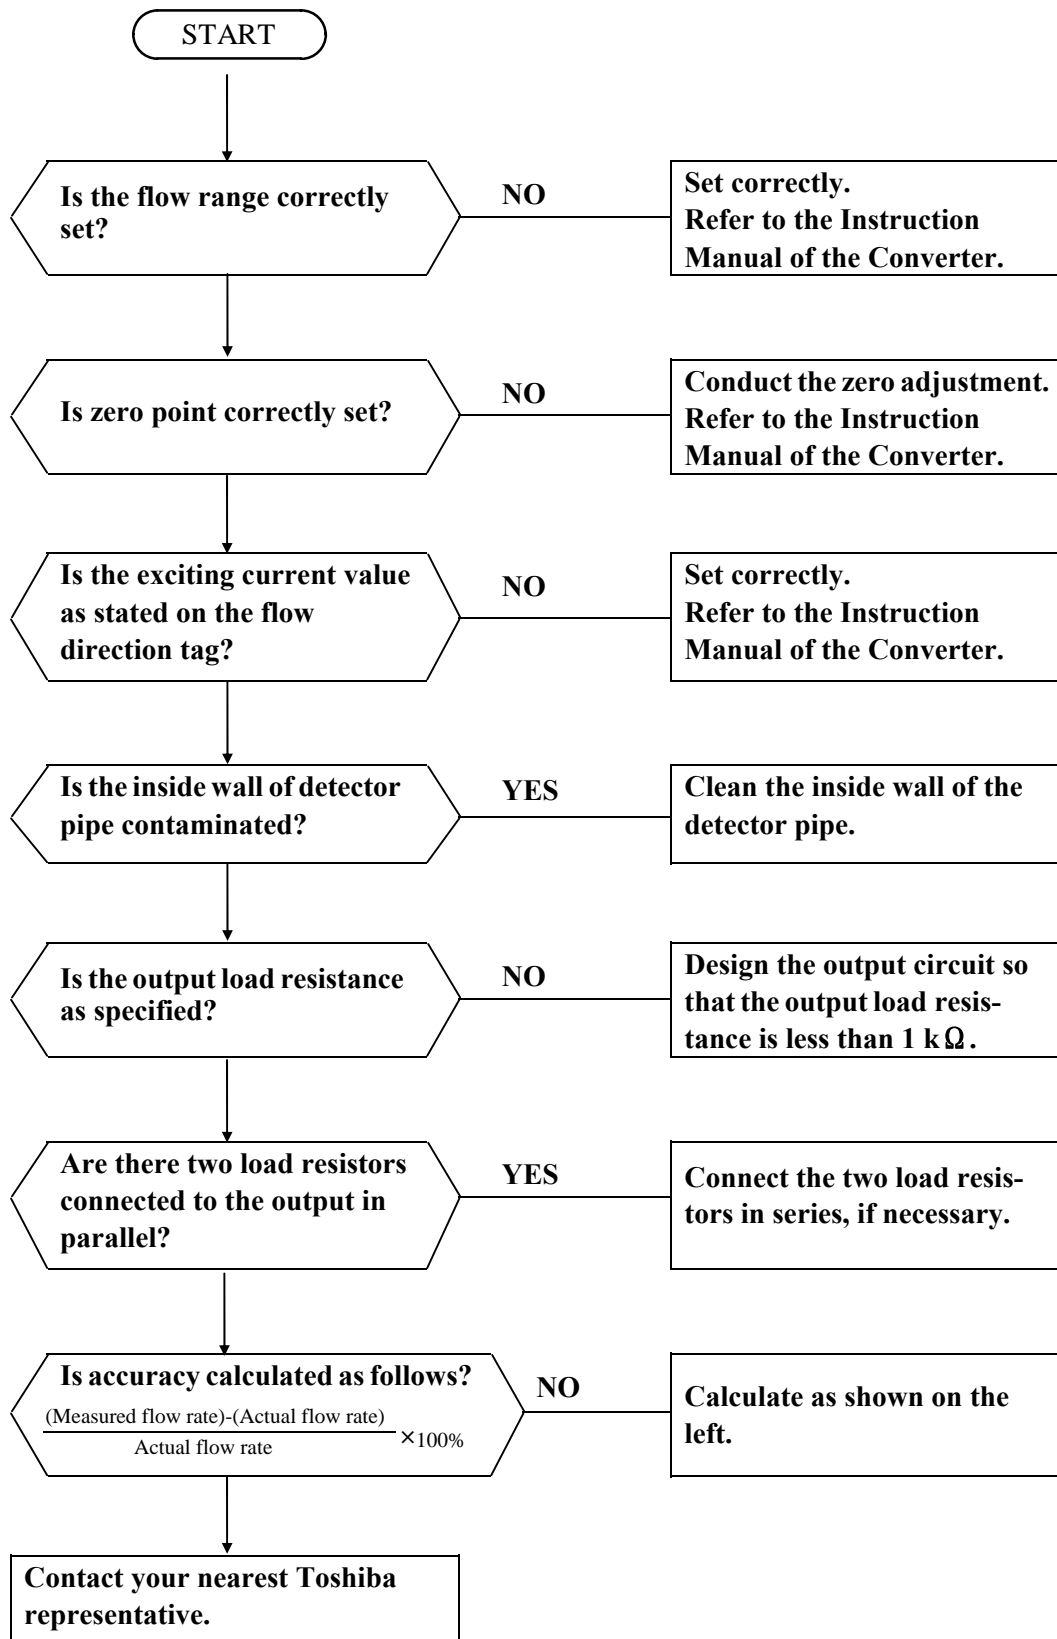 START
Is the flow range correctly
set?
NO
Set correctly.
Refer to the Instruction
Manual of the Converter.
Is zero point correctly set?
NO
Conduct the zero adjustment.
Refer to the Instruction
Manual of the Converter.
Is the exciting current value
as stated on the flow
direction tag?
NO
Set correctly.
Refer to the Instruction
Manual of the Converter.
Is the inside wall of detector
pipe contaminated?
YES
Clean the inside wall of the
detector pipe.
Is the output load resistance
as specified?
NO
Design the output circuit so
that the output load resis-
tance is less than 1 kΩ.
Are there two load resistors
connected to the output in
parallel?
YES
Connect the two load resis-
tors in series, if necessary.
Is accuracy calculated as follows?
(Measured flow rate)-(Actual flow rate)
Actual flow rate
×100%
NO
Calculate as shown on the
left.
Contact your nearest Toshiba
representative.